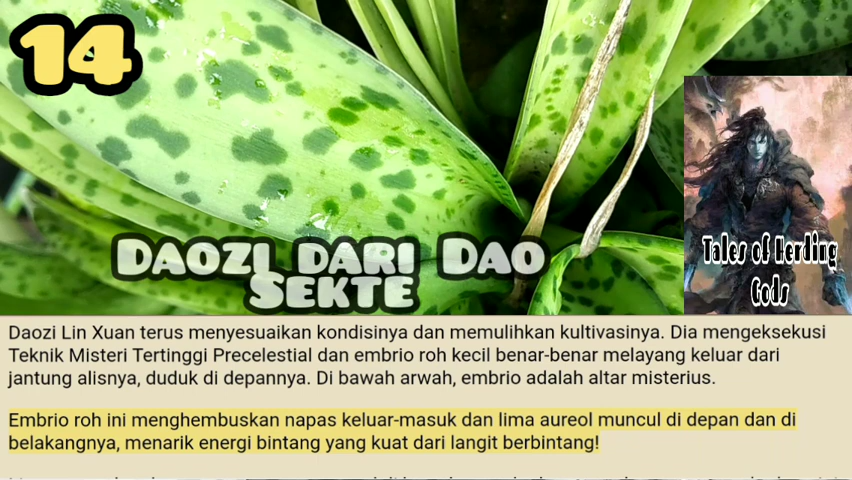 14
Daozi dari Dao
Sekte
Tales of Herding
Gods
Daozi Lin Xuan terus menyesuaikan kondisinya dan memulihkan kultivasinya. Dia mengeksekusi
Teknik Misteri Tertinggi Precelestial dan embrio roh kecil benar-benar melayang keluar dari
jantung alisnya, duduk di depannya. Di bawah arwah, embrio adalah altar misterius.
Embrio roh ini menghembuskan napas keluar-masuk dan lima aureol muncul di depan dan di
belakangnya, menarik energi bintang yang kuat dari langit berbintang!